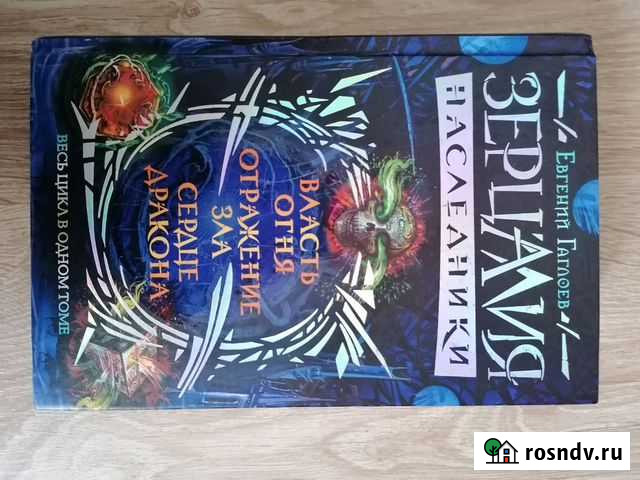 Евгений Гаглоев
ЗЕРЦАЛИЯ
НАСЛЕДНИКИ
ВЛАСТЬ
ОГНЯ
ОТРАЖЕНИЕ
ЗЛА
СЕРДЦЕ
ДРАКОНА
ВЕСЬ ЦИКЛ В ОДНОМ ТОМЕ
rosndv.ru